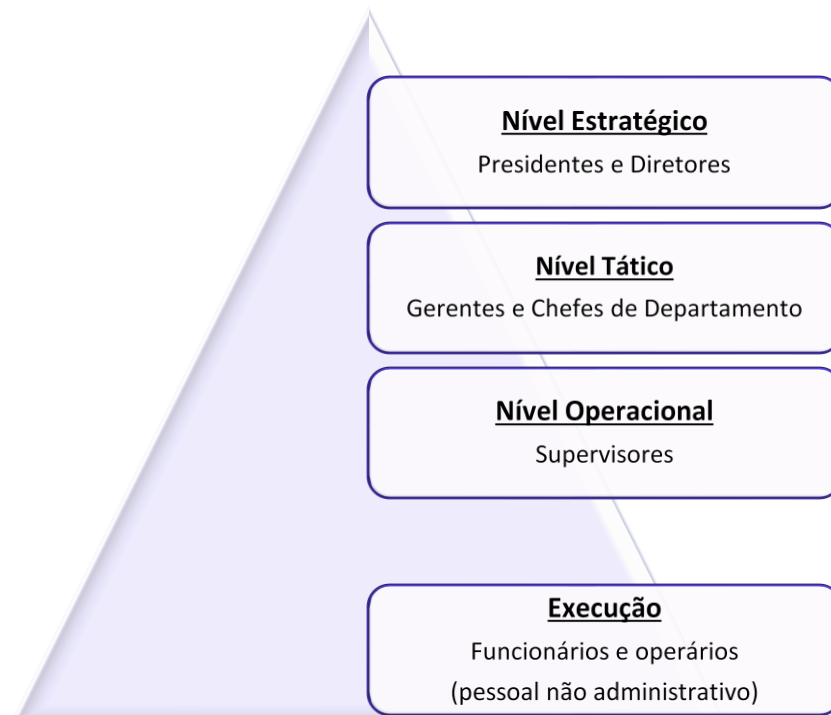 Nível Estratégico
Presidentes e Diretores
Nível Tático
Gerentes e Chefes de Departamento
Nível Operacional
Supervisores
Execução
Funcionários e operários
(pessoal não administrativo)